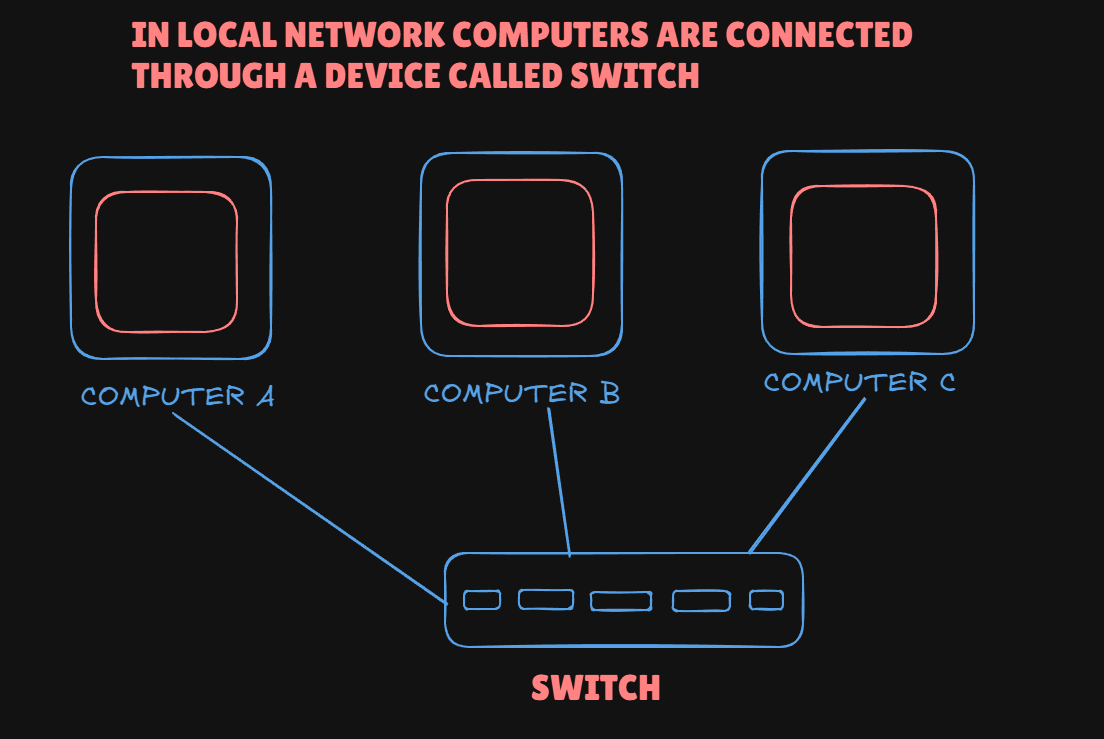 IN LOCAL NETWORK COMPUTERS ARE CONNECTED
THROUGH A DEVICE CALLED SWITCH
COMPUTER A
COMPUTER B
COMPUTER C
SWITCH